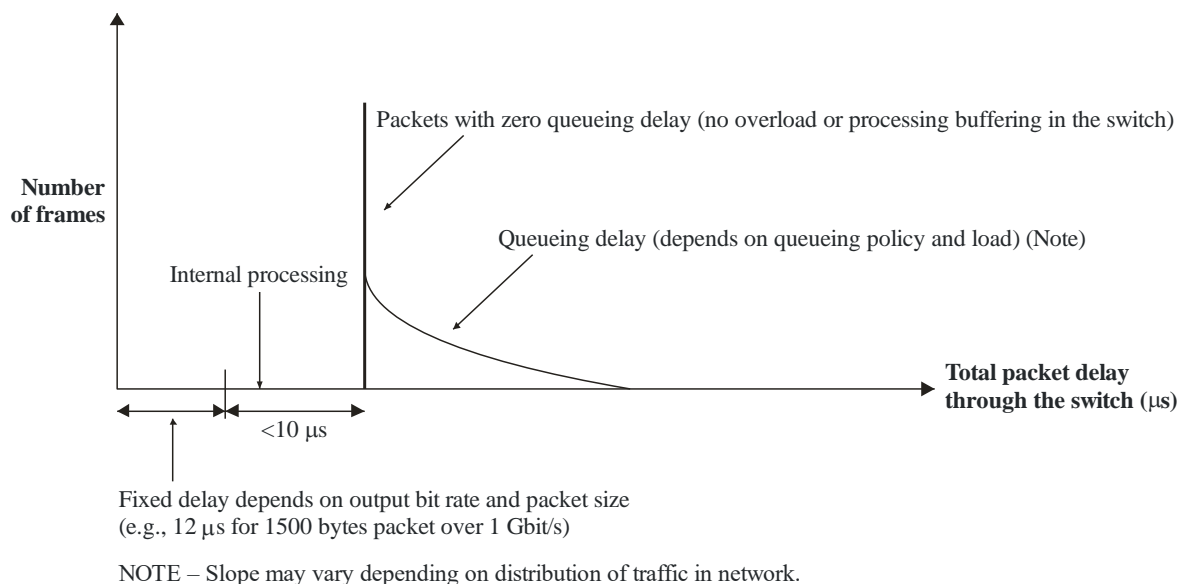 Packets with zero queueing delay (no overload or processing buffering in the switch)
Number
of frames
Queueing delay (depends on queueing policy and load) (Note)
Internal processing
Total packet delay
through the switch (μs)
<10 μs
Fixed delay depends on output bit rate and packet size
(e.g., 12 μs for 1500 bytes packet over 1 Gbit/s)
NOTE – Slope may vary depending on distribution of traffic in network.